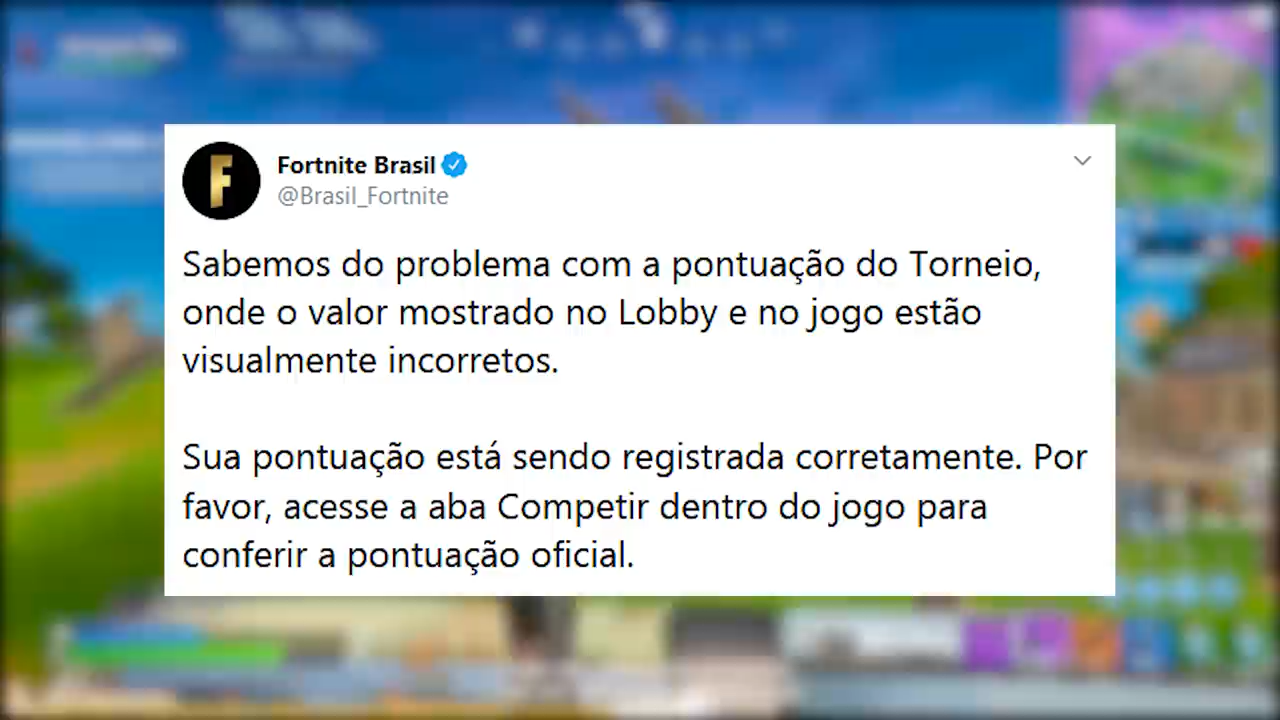 Fortnite Brasil
@Brasil_Fortnite
Sabemos do problema com a pontuação do Torneio,
onde o valor mostrado no Lobby e no jogo estão
visualmente incorretos.
Sua pontuação está sendo registrada corretamente. Por
favor, acesse a aba Competir dentro do jogo para
conferir a pontuação oficial.